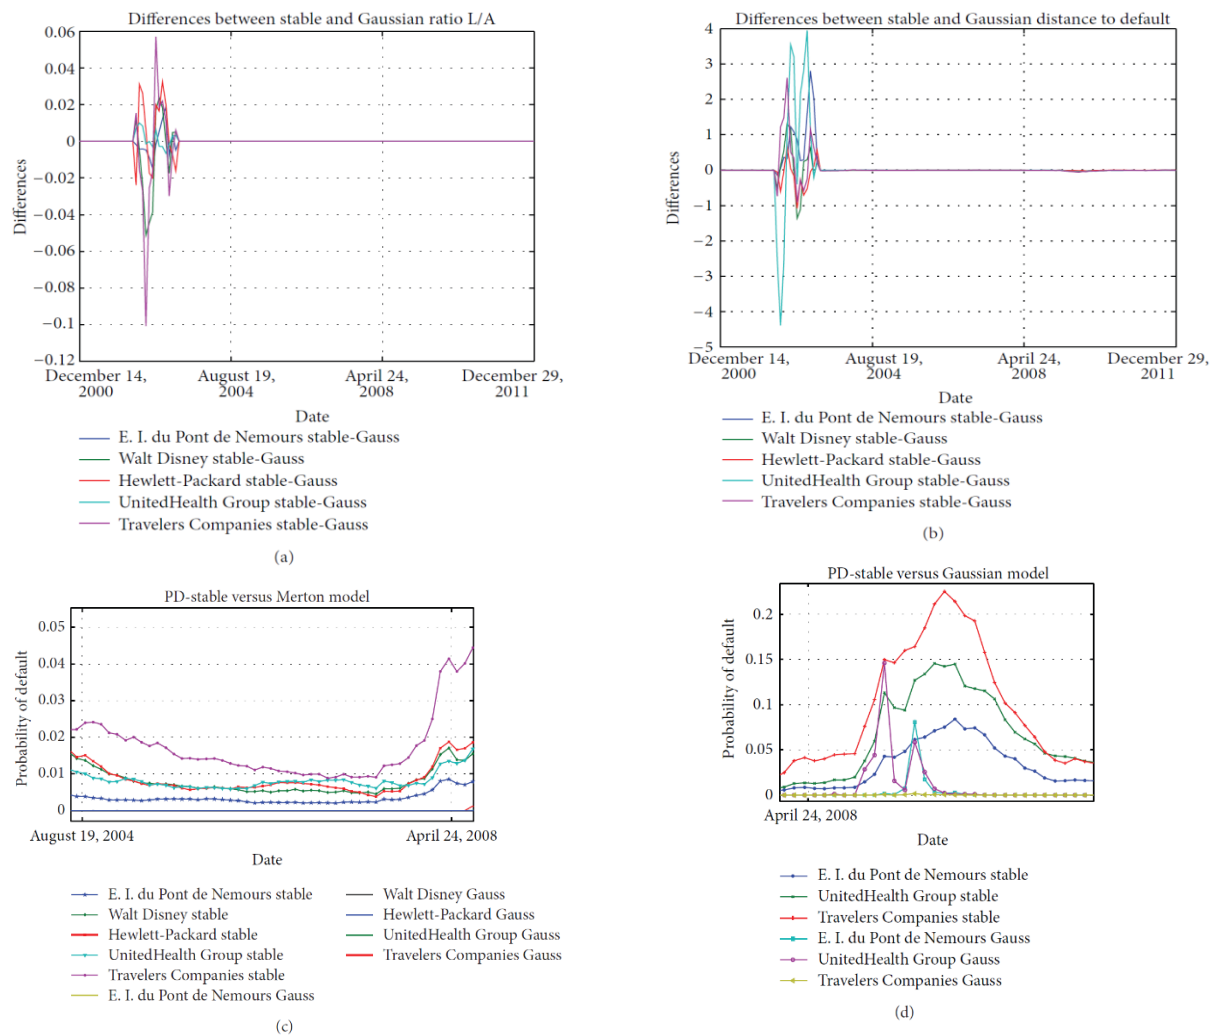 Differences between stable and Gaussian ratio L/A
0.06
0.04
0.02
0
−0.02
−0.04
−0.06
−0.08
−0.1
−0.12
Differences
December 14,
2000
August 19,
2004
April 24,
2008
December 29,
2011
Date
E. I. du Pont de Nemours stable-Gauss
Walt Disney stable-Gauss
Hewlett-Packard stable-Gauss
UnitedHealth Group stable-Gauss
Travelers Companies stable-Gauss
(a)
Differences between stable and Gaussian distance to default
4
3
2
1
0
−1
−2
−3
−4
−5
Differences
December 14,
2000
August 19,
2004
April 24,
2008
December 29,
2011
Date
E. I. du Pont de Nemours stable-Gauss
Walt Disney stable-Gauss
Hewlett-Packard stable-Gauss
UnitedHealth Group stable-Gauss
Travelers Companies stable-Gauss
(b)
PD-stable versus Merton model
0.05
0.04
0.03
0.02
0.01
0
Probability of default
August 19, 2004
April 24, 2008
Date
E. I. du Pont de Nemours stable
Walt Disney stable
Hewlett-Packard stable
UnitedHealth Group stable
Travelers Companies stable
E. I. du Pont de Nemours Gauss
Walt Disney Gauss
Hewlett-Packard Gauss
UnitedHealth Group Gauss
Travelers Companies Gauss
(c)
PD-stable versus Gaussian model
0.2
0.15
0.1
0.05
0
Probability of default
April 24, 2008
Date
E. I. du Pont de Nemours stable
UnitedHealth Group stable
Travelers Companies stable
E. I. du Pont de Nemours Gauss
UnitedHealth Group Gauss
Travelers Companies Gauss
(d)